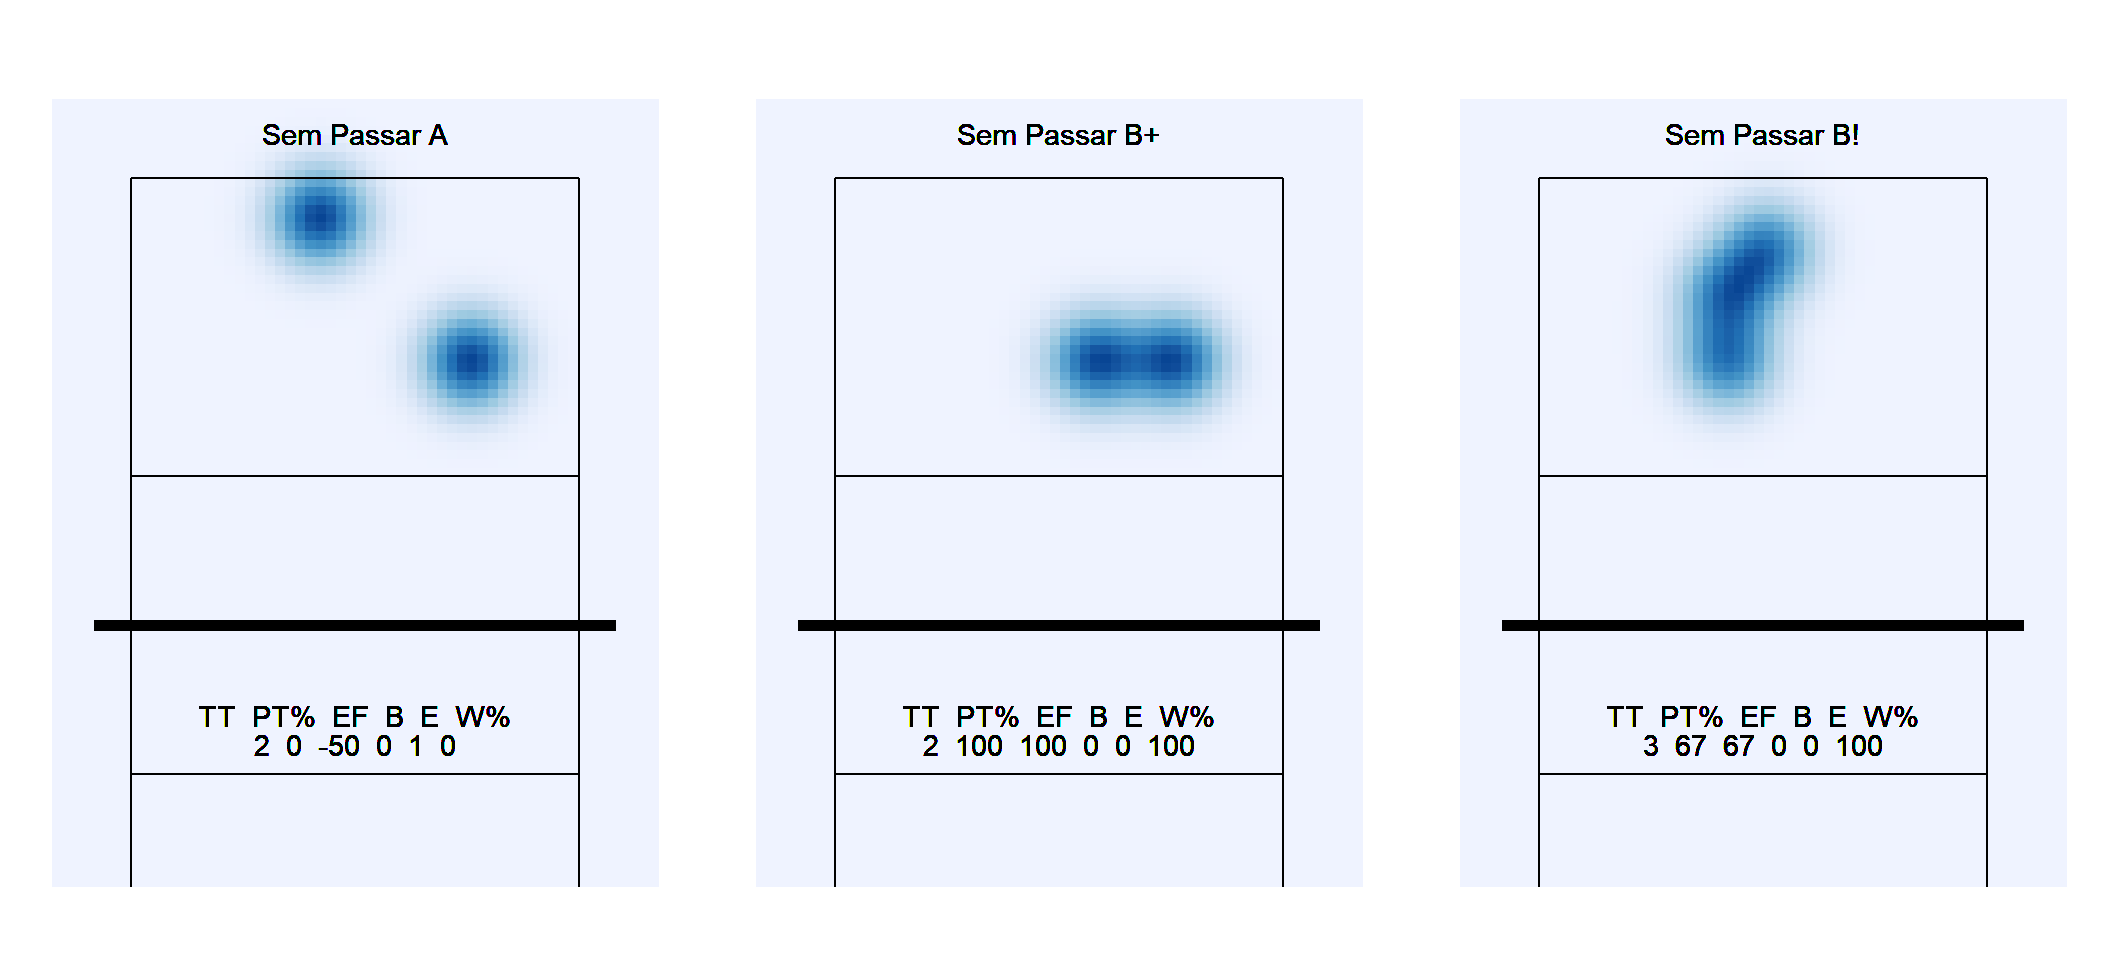 Sem Passar A
TT PT% EF B E W%
2 0 -50 0 1 0
Sem Passar B+
TT PT% EF B E W%
2 100 100 0 0 100
Sem Passar B!
TT PT% EF B E W%
3 67 67 0 0 100